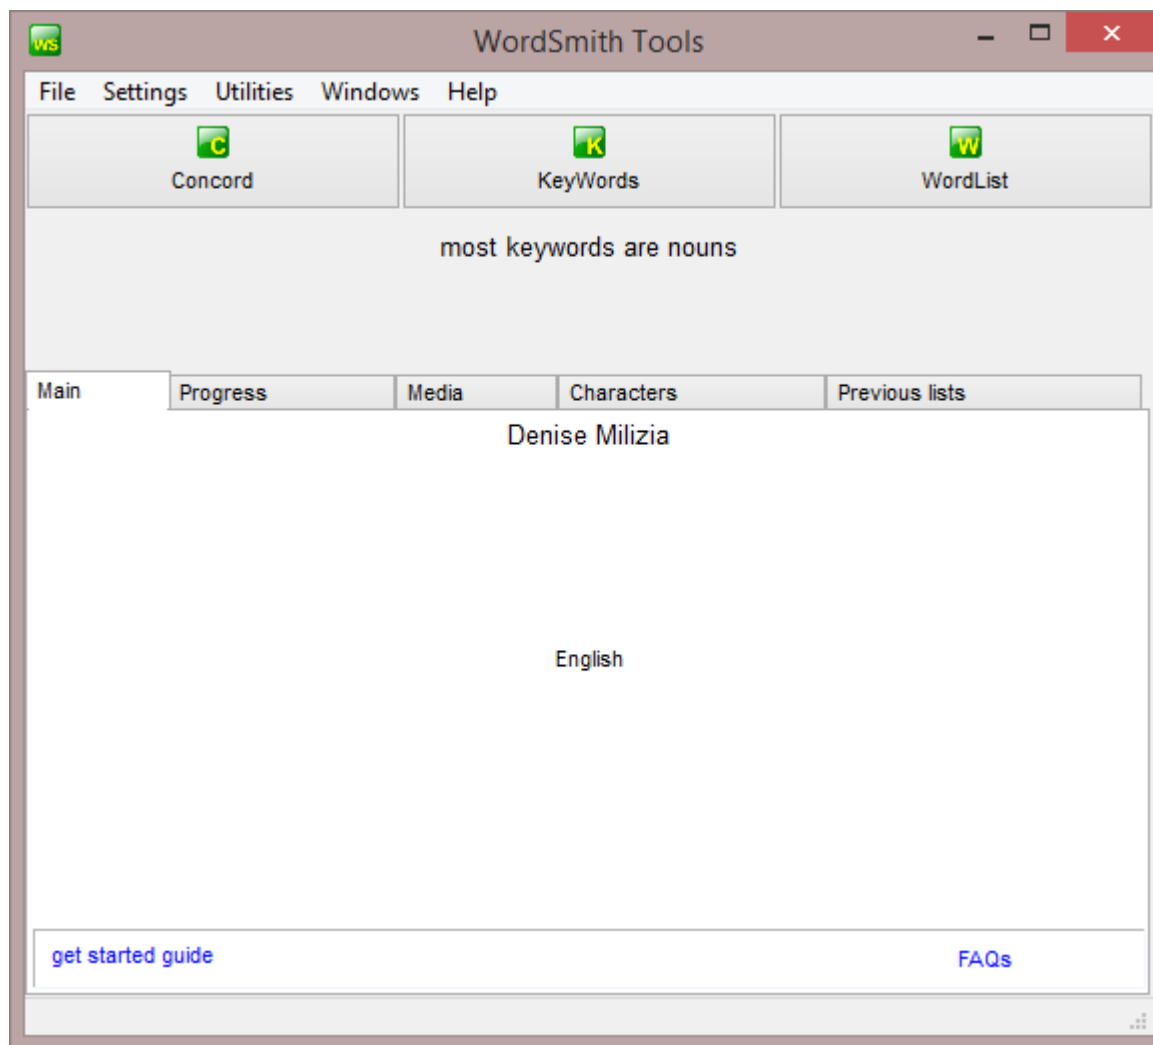 WS WordSmith Tools
File Settings Utilities Windows Help
C K W
Concord KeyWords WordList
most keywords are nouns
Main Progress Media Characters Previous lists
Denise Milizia
English
get started guide FAQs